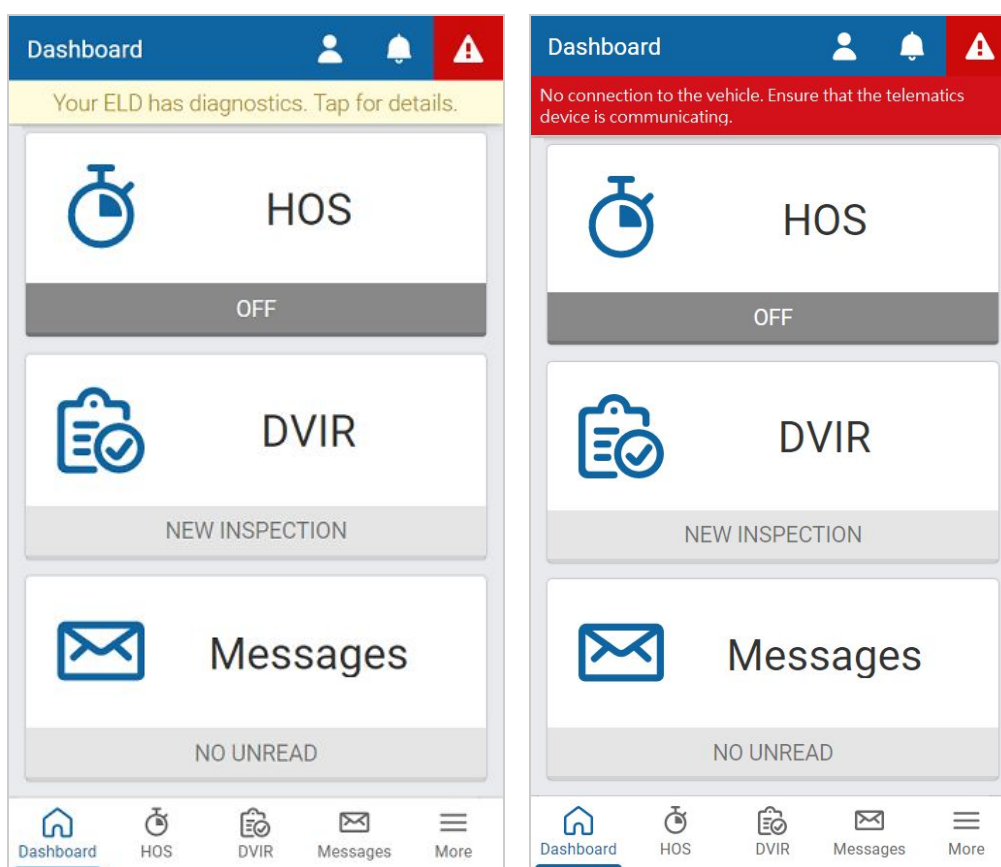 Dashboard
Your ELD has diagnostics. Tap for details.
HOS
OFF
DVIR
NEW INSPECTION
Messages
NO UNREAD
Dashboard
HOS
DVIR
Messages
More
Dashboard
No connection to the vehicle. Ensure that the telematics
device is communicating.
HOS
OFF
DVIR
NEW INSPECTION
Messages
NO UNREAD
Dashboard
HOS
DVIR
Messages
More